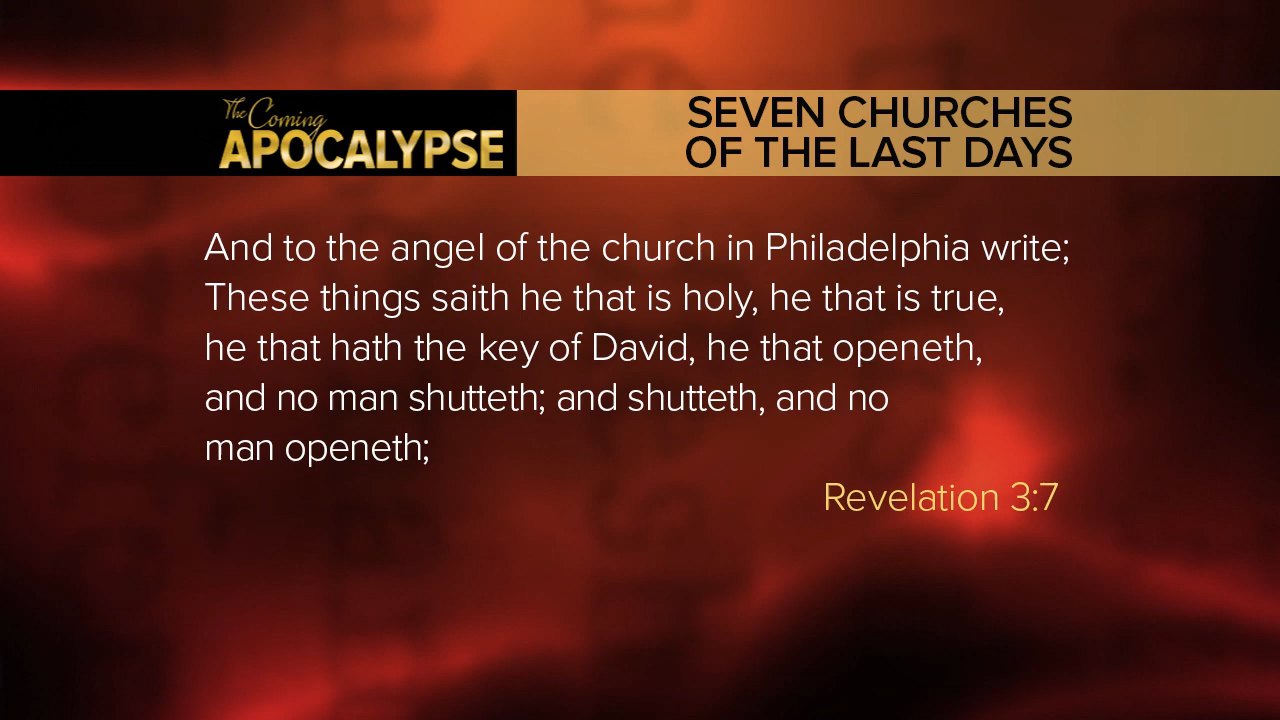 The Coming
APOCALYPSE
SEVEN CHURCHES
OF THE LAST DAYS
And to the angel of the church in Philadelphia write;
These things saith he that is holy, he that is true,
he that hath the key of David, he that openeth,
and no man shutteth; and shutteth, and no
man openeth;
Revelation 3:7